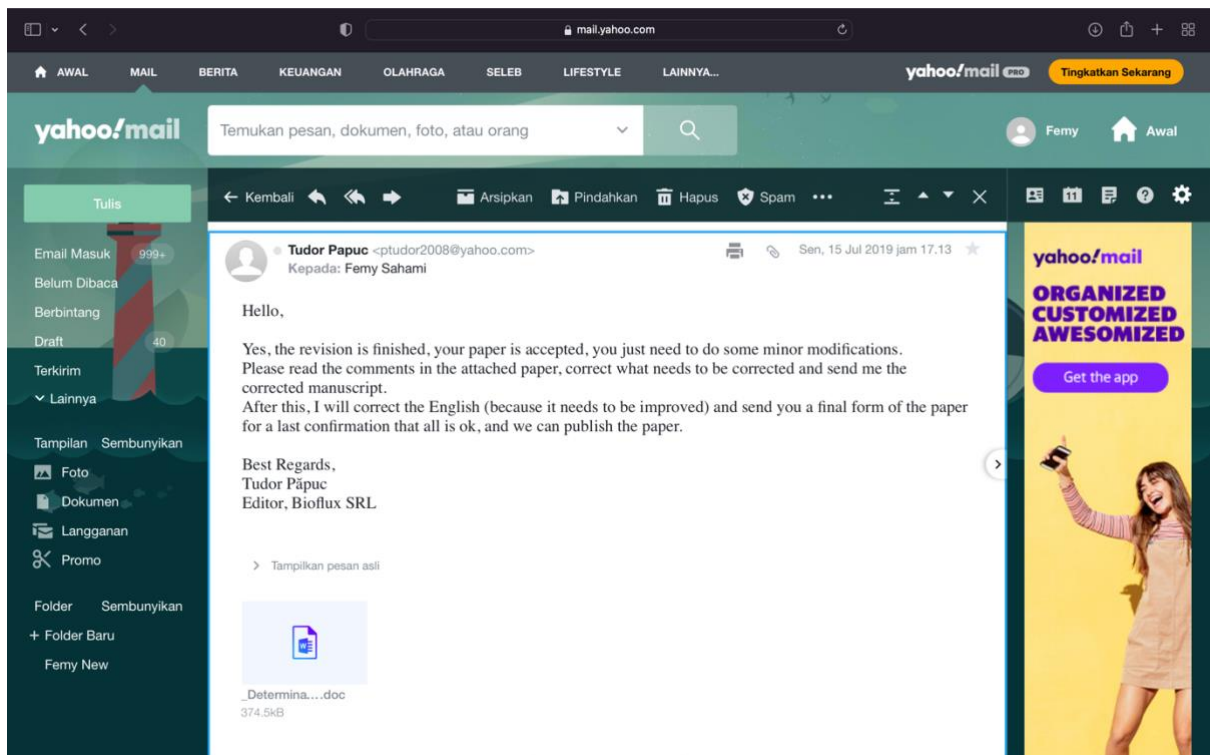 mail.yahoo.com
AWAL MAIL BERITA KEUANGAN OLAHRAGA SELEB LIFESTYLE LAINNYA... yahoo!mail PRO Tingkatkan Sekarang
yahoo!mail Temukan pesan, dokumen, foto, atau orang Femy Awal
Tulis
Kembali Arsipkan Pindahkan Hapus Spam
11
Email Masuk 999+
Belum Dibaca
Berbintang
Draft 40
Terkirim
Lainnya
Tampilan Sembunyikan
Foto
Dokumen
Langganan
Promo
Folder Sembunyikan
+ Folder Baru
Femy New
Tudor Papuc <ptudor2008@yahoo.com> Sen, 15 Jul 2019 jam 17.13
Kepada: Femy Sahami
Hello,
Yes, the revision is finished, your paper is accepted, you just need to do some minor modifications.
Please read the comments in the attached paper, correct what needs to be corrected and send me the
corrected manuscript.
After this, I will correct the English (because it needs to be improved) and send you a final form of the paper
for a last confirmation that all is ok, and we can publish the paper.
Best Regards,
Tudor Păpuc
Editor, Bioflux SRL
Tampilkan pesan asli
_Determina....doc
374.5kB
yahoo!mail
ORGANIZED
CUSTOMIZED
AWESOMIZED
Get the app